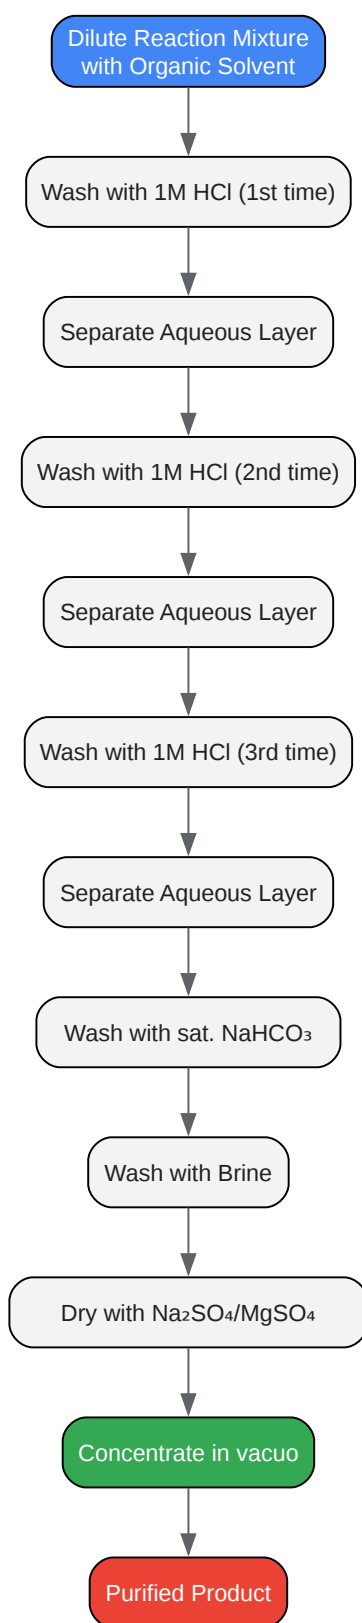 Dilute Reaction Mixture
with Organic Solvent
Wash with 1M HCl (1st time)
Separate Aqueous Layer
Wash with 1M HCl (2nd time)
Separate Aqueous Layer
Wash with 1M HCl (3rd time)
Separate Aqueous Layer
Wash with sat. NaHCO₃
Wash with Brine
Dry with Na₂SO₄/MgSO₄
Concentrate in vacuo
Purified Product